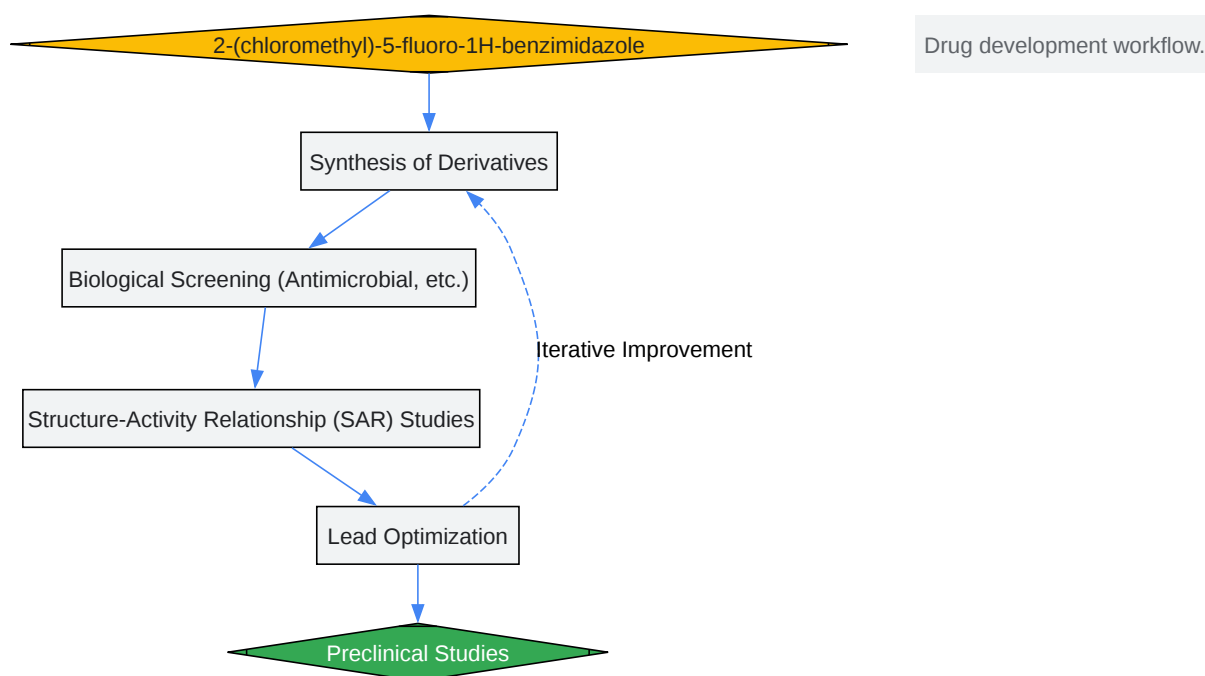 2-(chloromethyl)-5-fluoro-1H-benzimidazole
Drug development workflow.
Synthesis of Derivatives
Biological Screening (Antimicrobial, etc.)
Iterative Improvement
Structure-Activity Relationship (SAR) Studies
Lead Optimization
Preclinical Studies